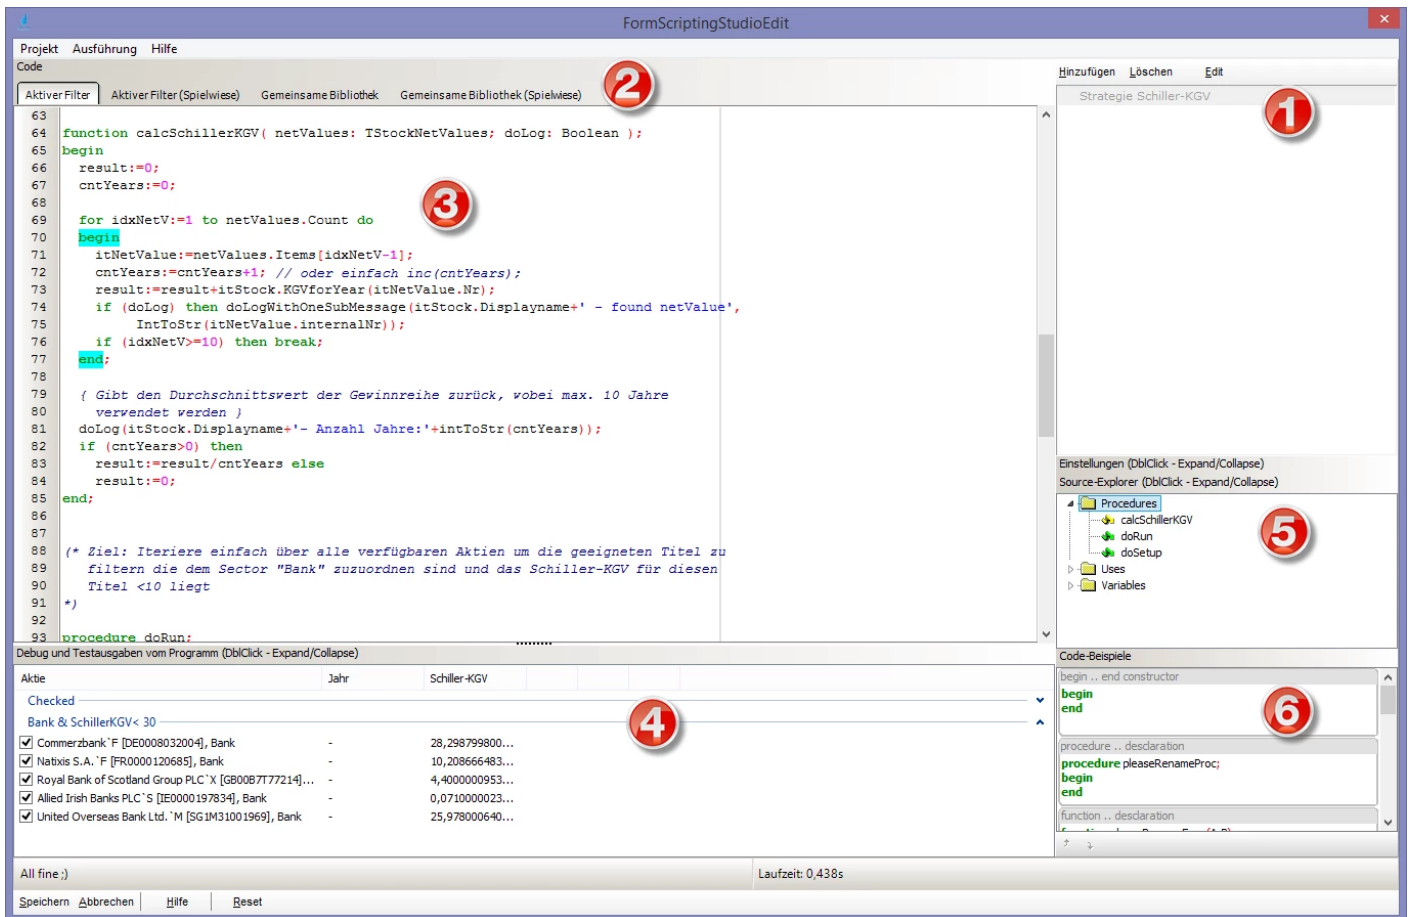 FormScriptingStudioEdit
Projekt Ausführung Hilfe
Code
Aktiver Filter Aktiver Filter (Spielwiese) Gemeinsame Bibliothek Gemeinsame Bibliothek (Spielwiese)
2
63
64 function calcSchillerKGV( netValues: TStockNetValues; doLog: Boolean );
65 begin
66 result:=0;
67 cntYears:=0;
68
3
69 for idxNetV:=1 to netValues.Count do
70 begin
71 itNetValue:=netValues.Items[idxNetV-1];
72 cntYears:=cntYears+1; // oder einfach inc(cntYears);
73 result:=result+itStock.KGVforYear(itNetValue.Nr);
74 if (doLog) then doLogWithOneSubMessage(itStock.Displayname+' - found netValue',
75 IntToStr(itNetValue.internalNr));
76 if (idxNetV>=10) then break;
77 end;
78
79 { Gibt den Durchschnittswert der Gewinnreihe zurück, wobei max. 10 Jahre
80 verwendet werden }
81 doLog(itStock.Displayname+'- Anzahl Jahre:'+intToStr(cntYears));
82 if (cntYears>0) then
83 result:=result/cntYears else
84 result:=0;
85 end;
86
87
88 (* Ziel: Iteriere einfach über alle verfügbaren Aktien um die geeigneten Titel zu
89 filtern die dem Sector "Bank" zuzuordnen sind und das Schiller-KGV für diesen
90 Titel <10 liegt
91 *)
92
93 procedure doRun;
Hinzufügen Löschen Edit
Strategie Schiller-KGV
1
Einstellungen (DblClick - Expand/Collapse)
Source-Explorer (DblClick - Expand/Collapse)
Procedures
calcSchillerKGV
doRun
doSetup
Uses
Variables
5
Debug und Testausgaben vom Programm (DblClick - Expand/Collapse)
Aktie Jahr Schiller-KGV
Checked
Bank & SchillerKGV< 30
4
Commerzbank`F [DE0008032004], Bank - 28,298799800...
Natixis S.A.`F [FR0000120685], Bank - 10,208666483...
Royal Bank of Scotland Group PLC`X [GB00B7T77214]... - 4,4000000953...
Allied Irish Banks PLC`S [IE0000197834], Bank - 0,0710000023...
United Overseas Bank Ltd.`M [SG1M31001969], Bank - 25,978000640...
Code-Beispiele
begin .. end constructor
begin
end
6
procedure .. desclaration
procedure pleaseRenameProc;
begin
end
function .. desclaration
All fine ;) Laufzeit: 0,438s
Speichern Abbrechen Hilfe Reset